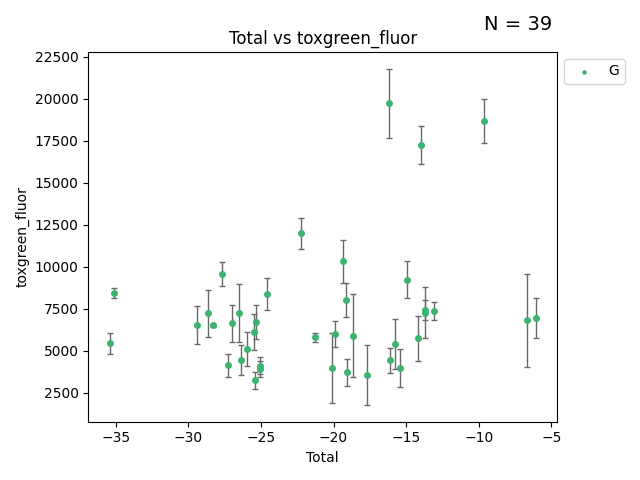 N = 39
Total vs toxgreen_fluor
G
22500
20000
17500
15000
12500
10000
7500
5000
2500
toxgreen_fluor
−35 −30 −25 −20 −15 −10 −5
Total